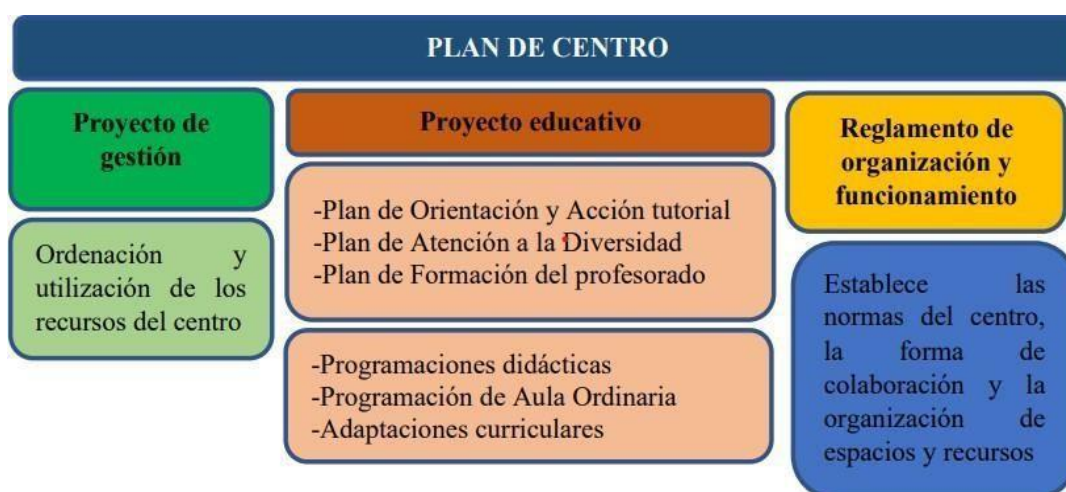 PLAN DE CENTRO
Proyecto de
gestión
Ordenación y
utilización de los
recursos del centro
Proyecto educativo
-Plan de Orientación y Acción tutorial
-Plan de Atención a la Diversidad
-Plan de Formación del profesorado
-Programaciones didácticas
-Programación de Aula Ordinaria
-Adaptaciones curriculares
Reglamento de
organización y
funcionamiento
Establece las
normas del centro,
la forma de
colaboración y la
organización de
espacios y recursos